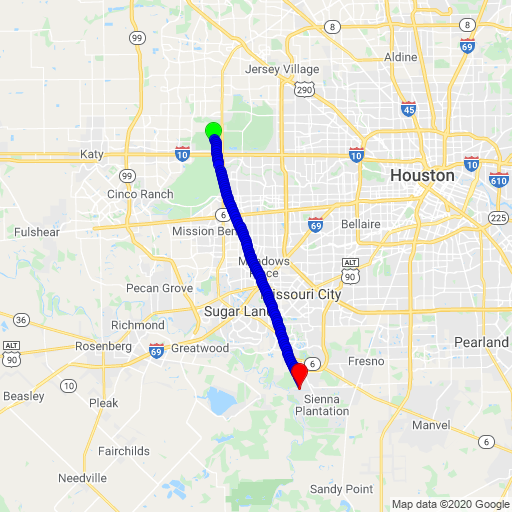 8
8
99
69
Aldine
Jersey Village
290
45
Katy
10
10
10
Houston
99
610
Cinco Ranch
6
225
Fulshear
Mission Ben
69
Bellaire
Meadows
Place
ALT
90
Pecan Grove
Missouri City
Sugar Land
36
Richmond
ALT
90
Rosenberg
69
Greatwood
Pearland
6
Fresno
10
Beasley
Pleak
Sienna
Plantation
Manvel
6
Fairchilds
Needville
Sandy Point
Map data ©2020 Google